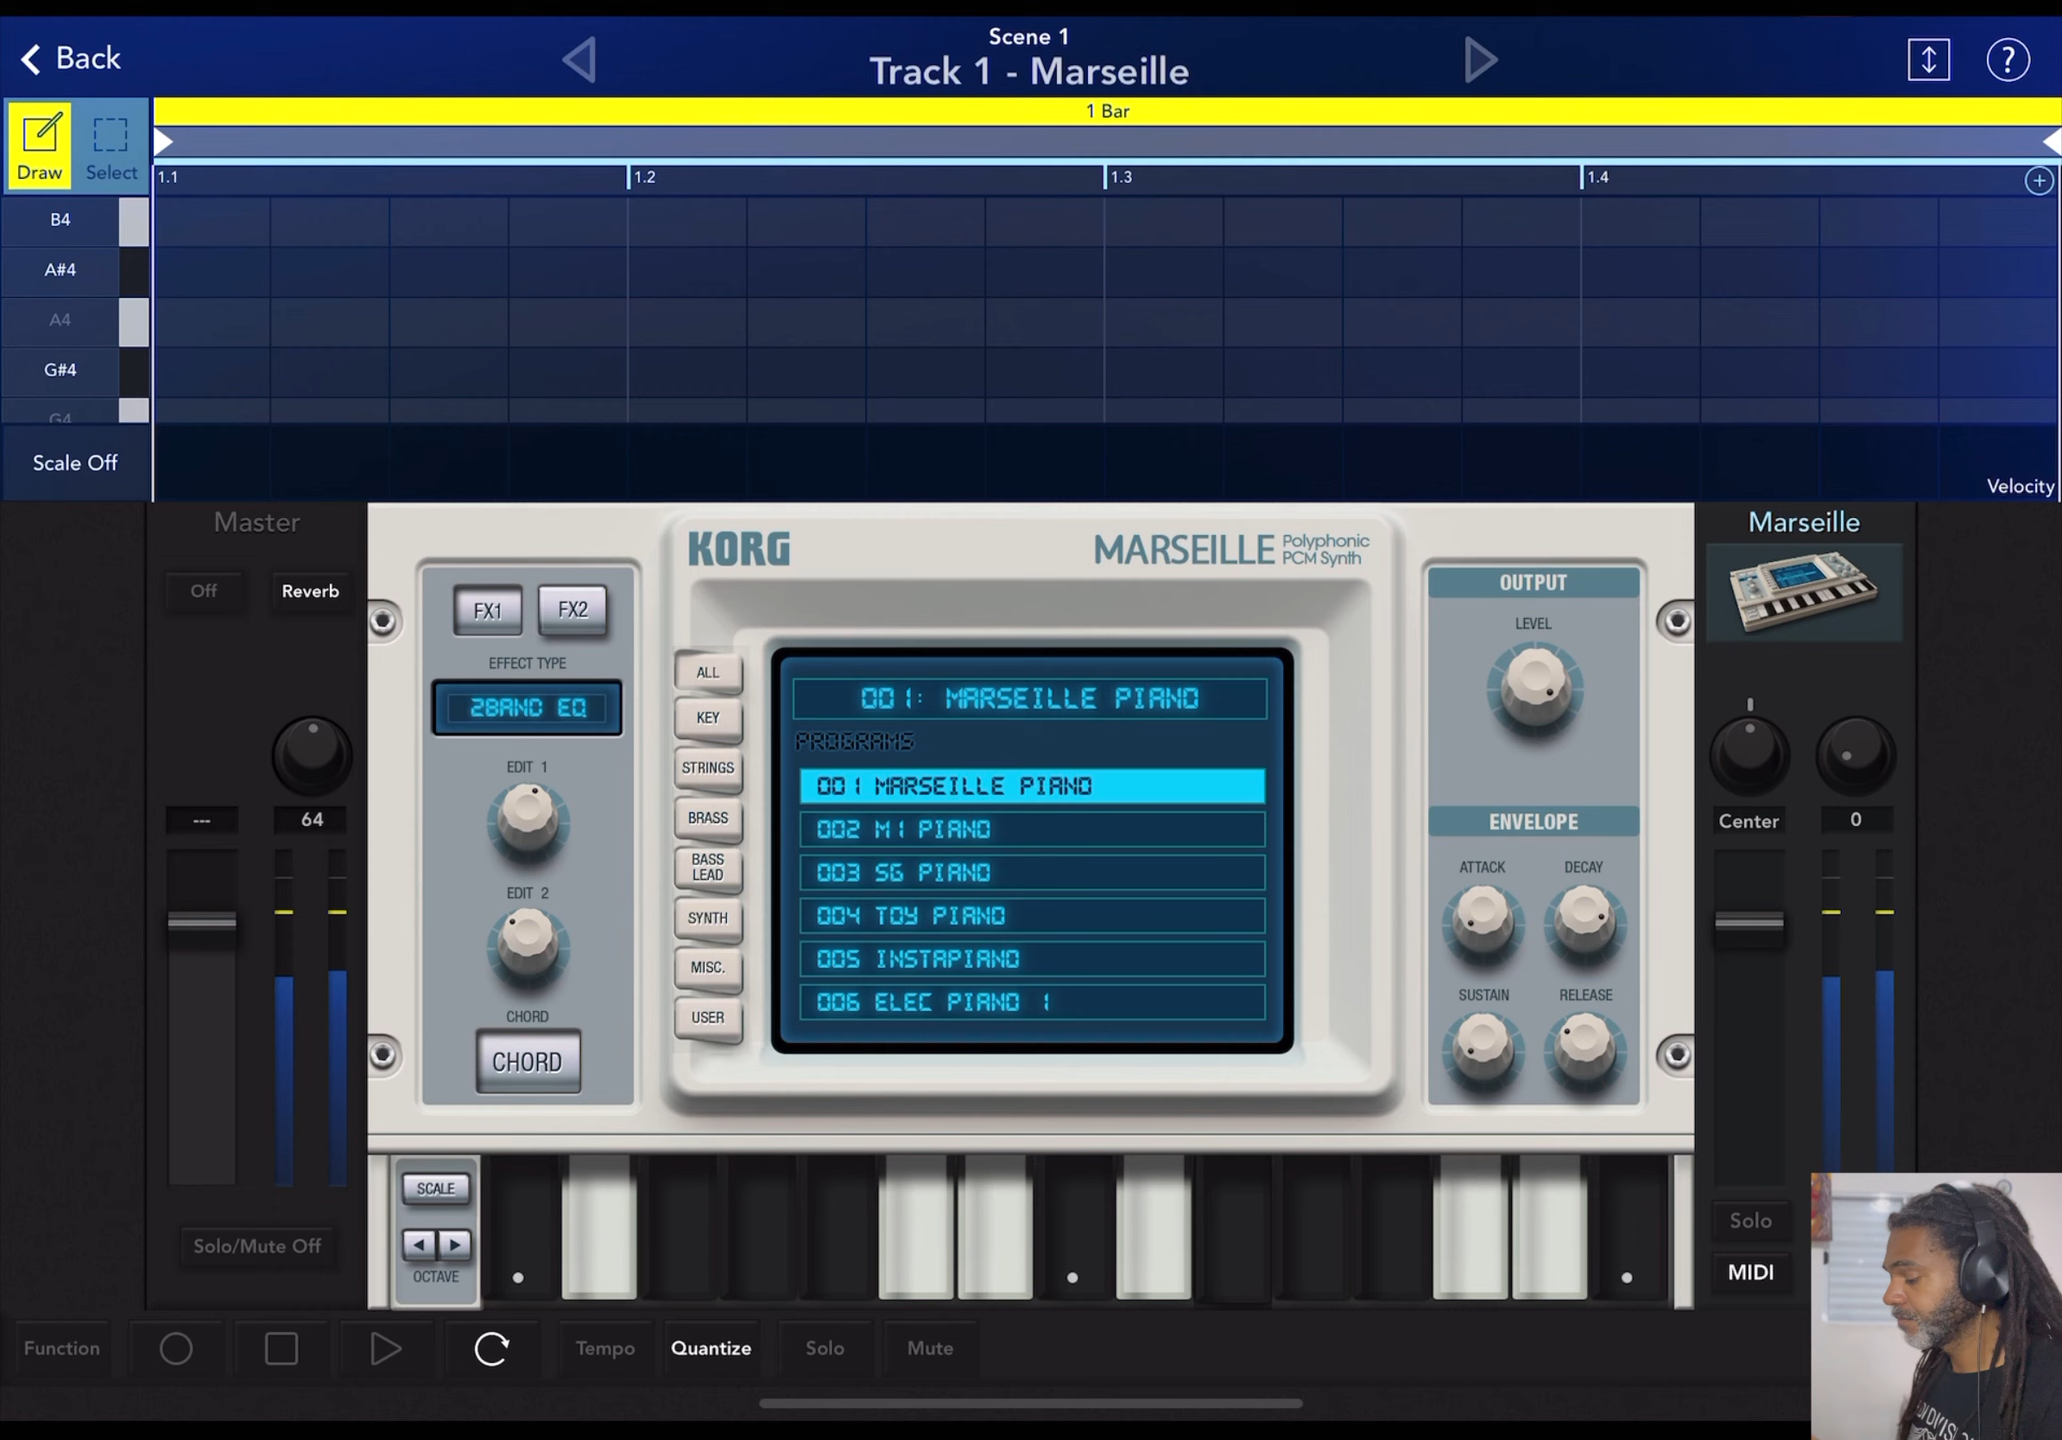 Back
Scene 1
Track 1 - Marseille
?
1 Bar
Draw
Select
1.1
1.2
1.3
1.4
B4
A#4
A4
G#4
G4
Scale Off
Velocity
Master
Off
Reverb
---
64
Solo/Mute Off
KORG
MARSEILLE
Polyphonic
PCM Synth
FX1
FX2
EFFECT TYPE
2BAND EQ
EDIT 1
EDIT 2
CHORD
CHORD
ALL
KEY
STRINGS
BRASS
BASS
LEAD
SYNTH
MISC.
USER
001: MARSEILLE PIANO
PROGRAMS
001 MARSEILLE PIANO
002 M1 PIANO
003 SG PIANO
004 TOY PIANO
005 INSTAPIANO
006 ELEC PIANO 1
OUTPUT
LEVEL
ENVELOPE
ATTACK
DECAY
SUSTAIN
RELEASE
Marseille
Center
0
Solo
MIDI
SCALE
OCTAVE
Function
Tempo
Quantize
Solo
Mute